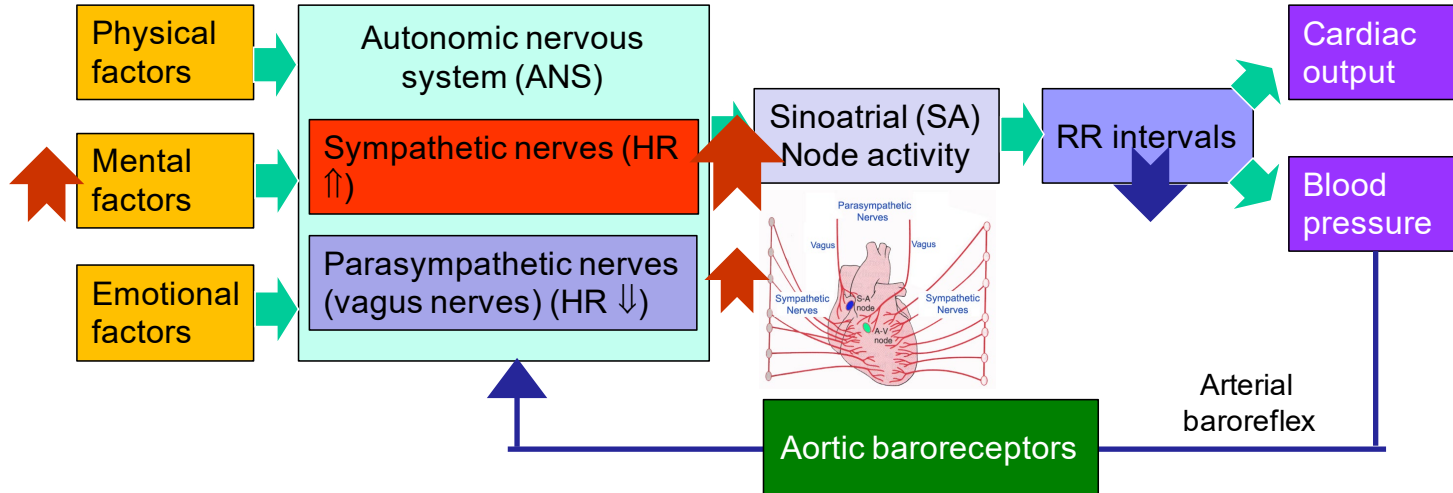 Physical
factors
Mental
factors
Emotional
factors
Autonomic nervous
system (ANS)
Sympathetic nerves (HR
⇑)
Parasympathetic nerves
(vagus nerves) (HR ⇓)
Sinoatrial (SA)
Node activity
RR intervals
Cardiac
output
Blood
pressure
Parasympathetic
Nerves
Vagus
Vagus
Sympathetic
Nerves
Sympathetic
Nerves
S-A
node
A-V
node
Arterial
baroreflex
Aortic baroreceptors